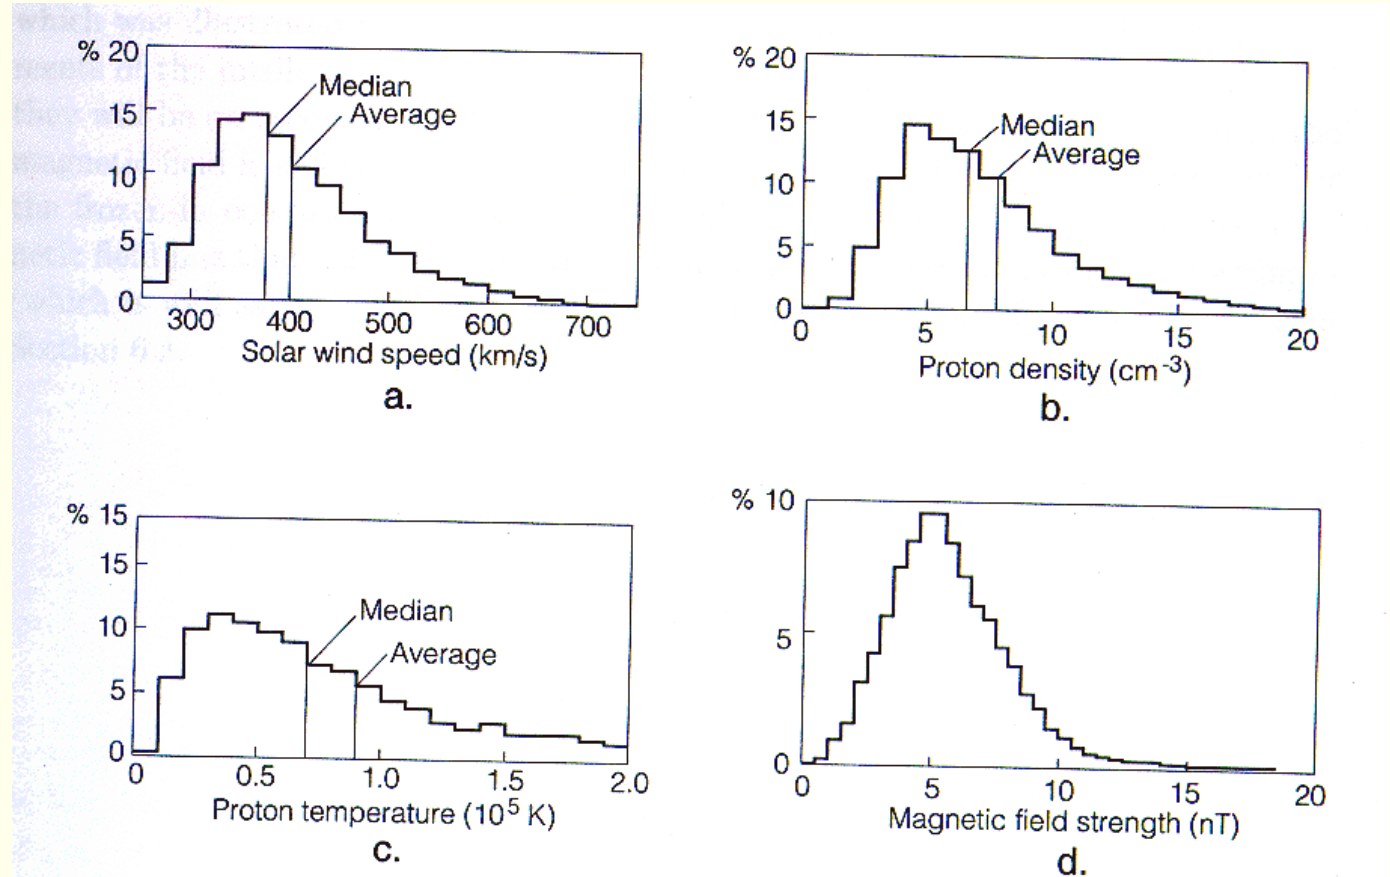 % 20
15
10
5
0
Median
Average
300 400 500 600 700
Solar wind speed (km/s)
a.
% 20
15
10
5
0
Median
Average
0 5 10 15 20
Proton density (cm⁻³)
b.
% 15
15
10
5
0
Median
Average
0 0.5 1.0 1.5 2.0
Proton temperature (10⁵ K)
c.
% 10
5
0
0 5 10 15 20
Magnetic field strength (nT)
d.